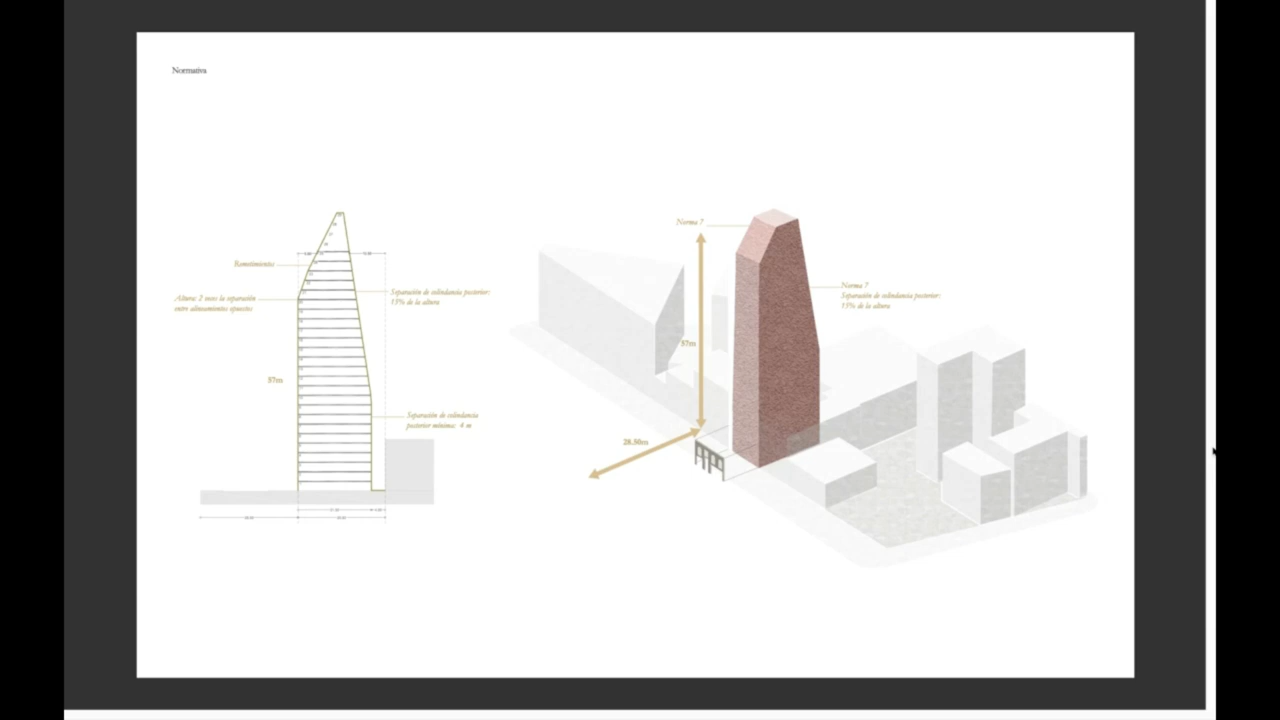 Normativa
Remetimientos
Altura: 2 veces la separación
entre alineamientos opuestos
57m
Separación de colindancia posterior:
15% de la altura
Separación de colindancia
posterior mínima: 4 m
Norma 7
57m
28.50m
Norma 7
Separación de colindancia posterior:
15% de la altura